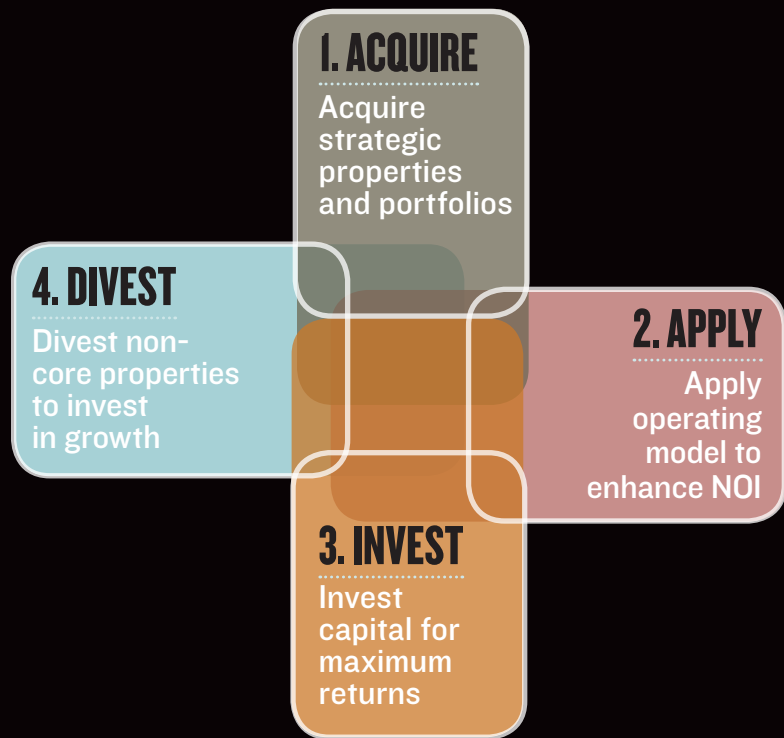 1. ACQUIRE
Acquire
strategic
properties
and portfolios
2. APPLY
Apply
operating
model to
enhance NOI
3. INVEST
Invest
capital for
maximum
returns
4. DIVEST
Divest non-
core properties
to invest
in growth